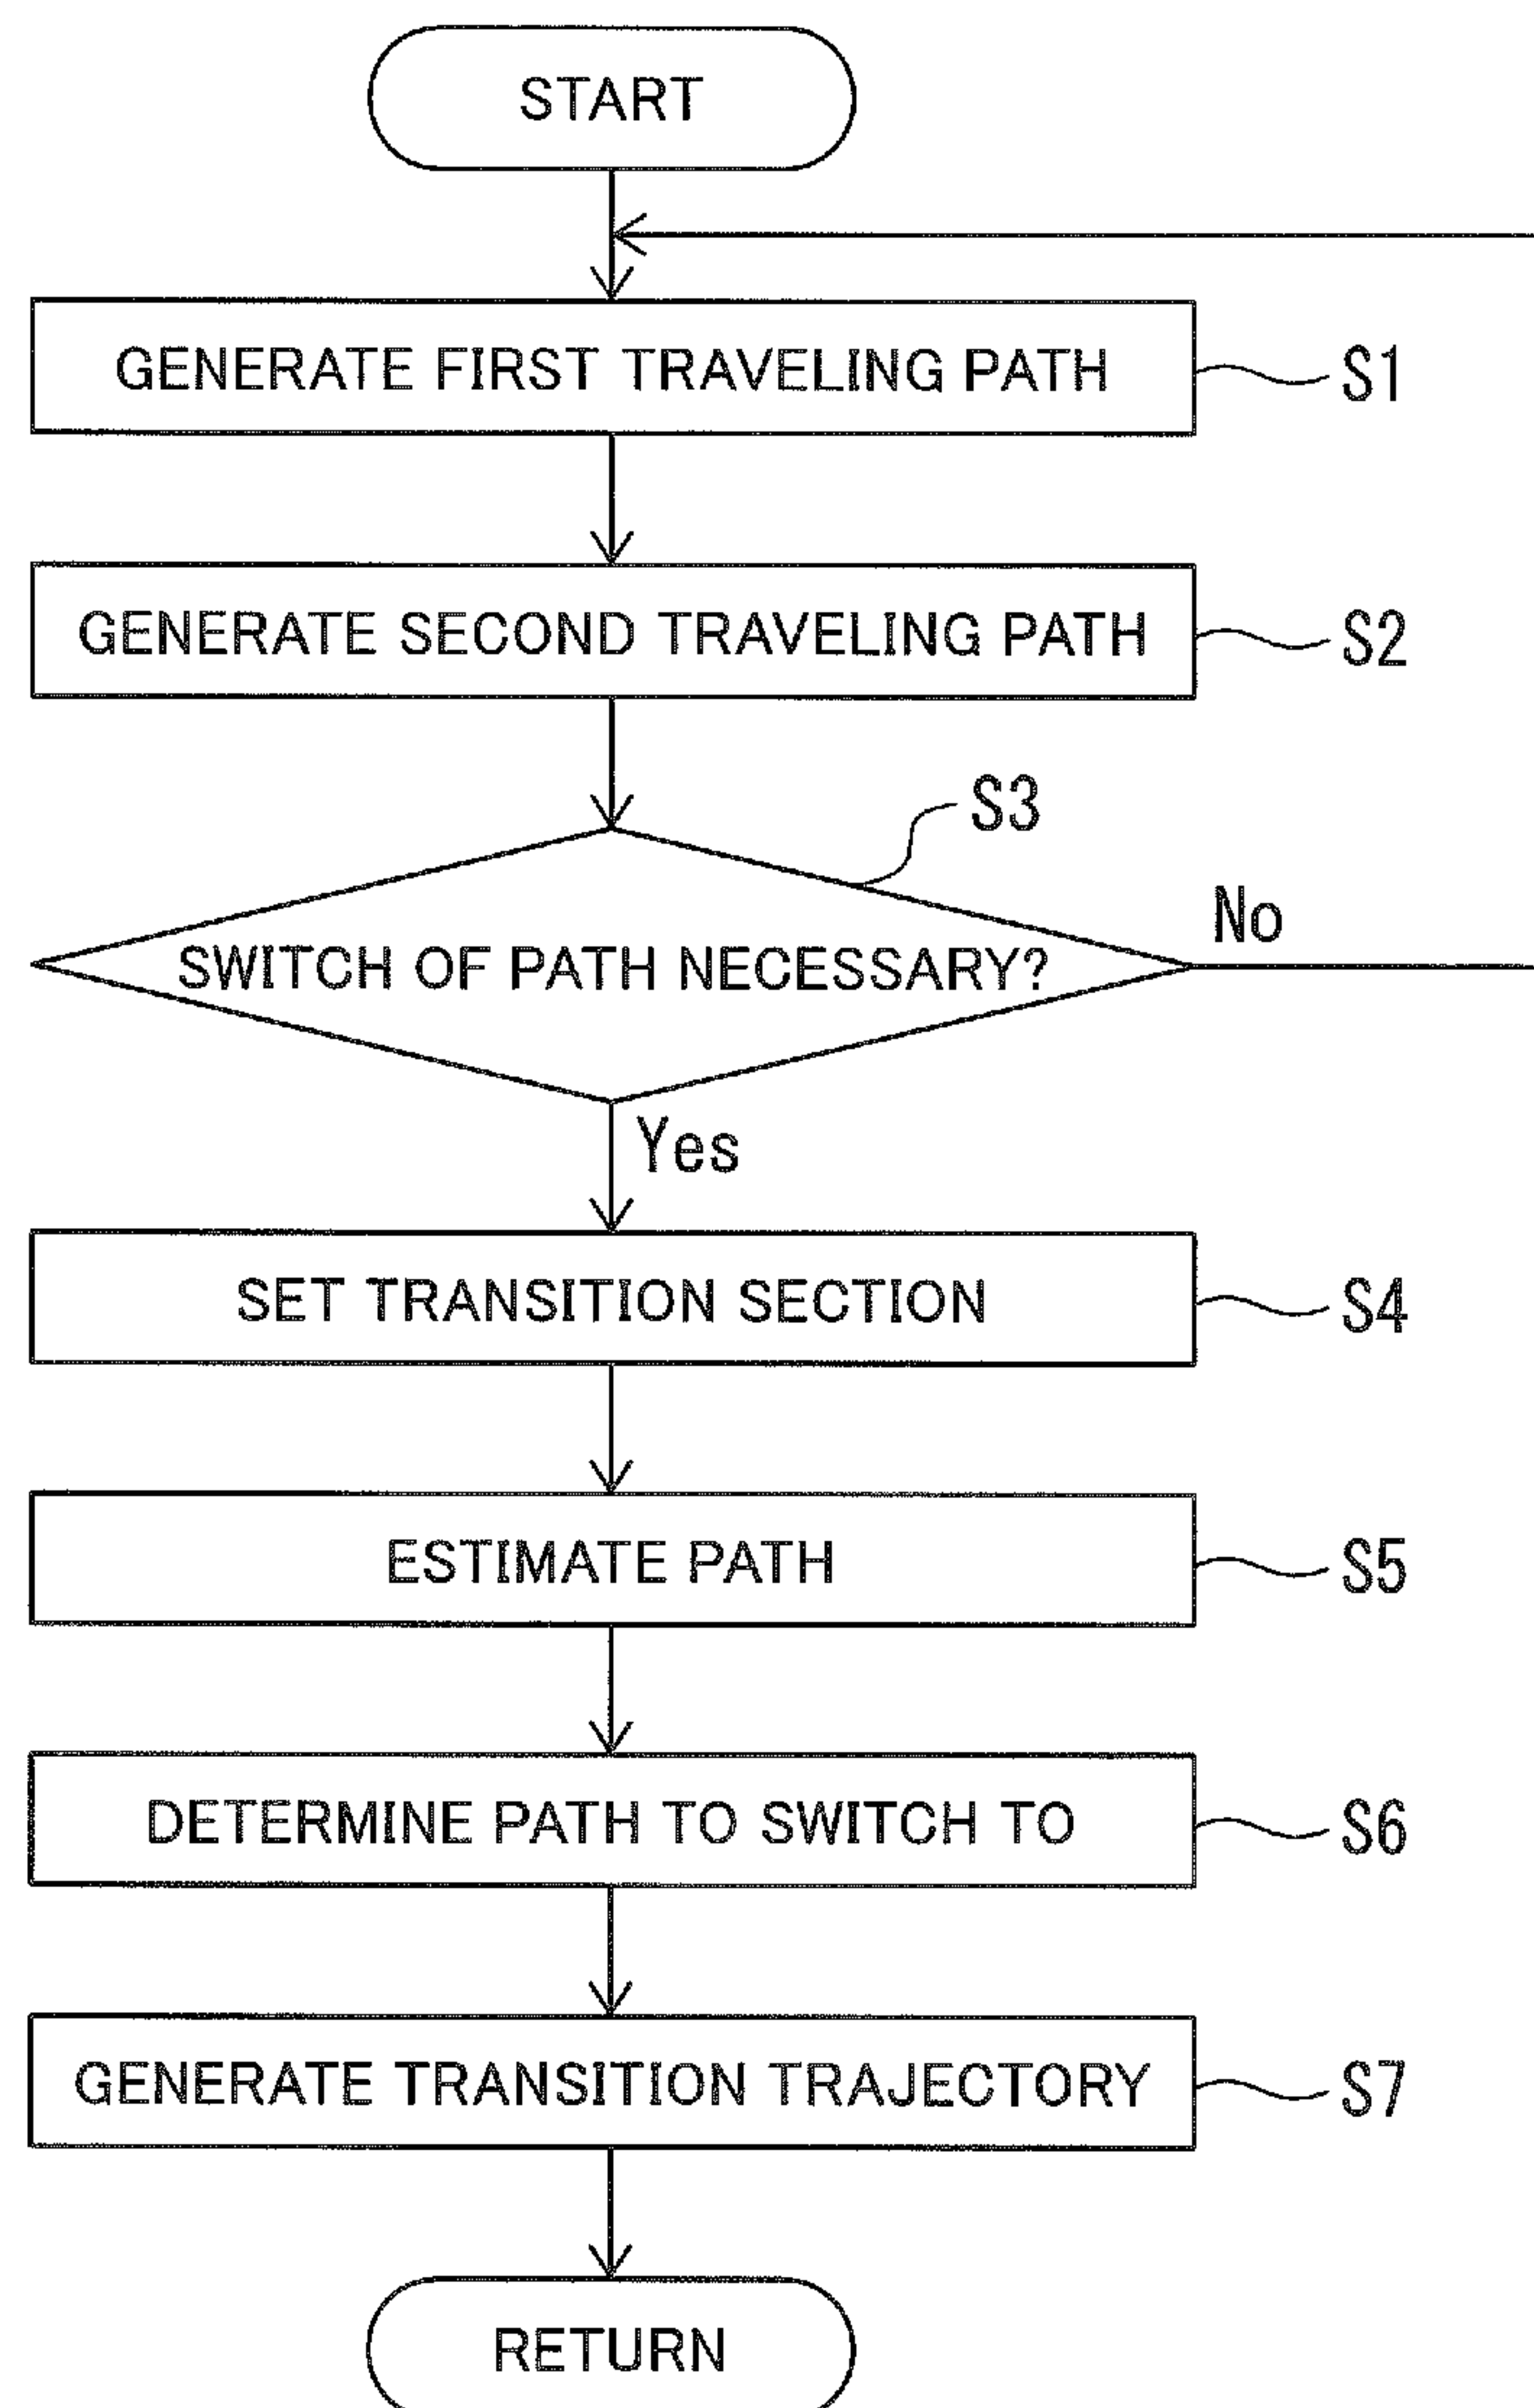 START
GENERATE FIRST TRAVELING PATH
S1
GENERATE SECOND TRAVELING PATH
S2
S3
SWITCH OF PATH NECESSARY?
No
Yes
SET TRANSITION SECTION
S4
ESTIMATE PATH
S5
DETERMINE PATH TO SWITCH TO
S6
GENERATE TRANSITION TRAJECTORY
S7
RETURN